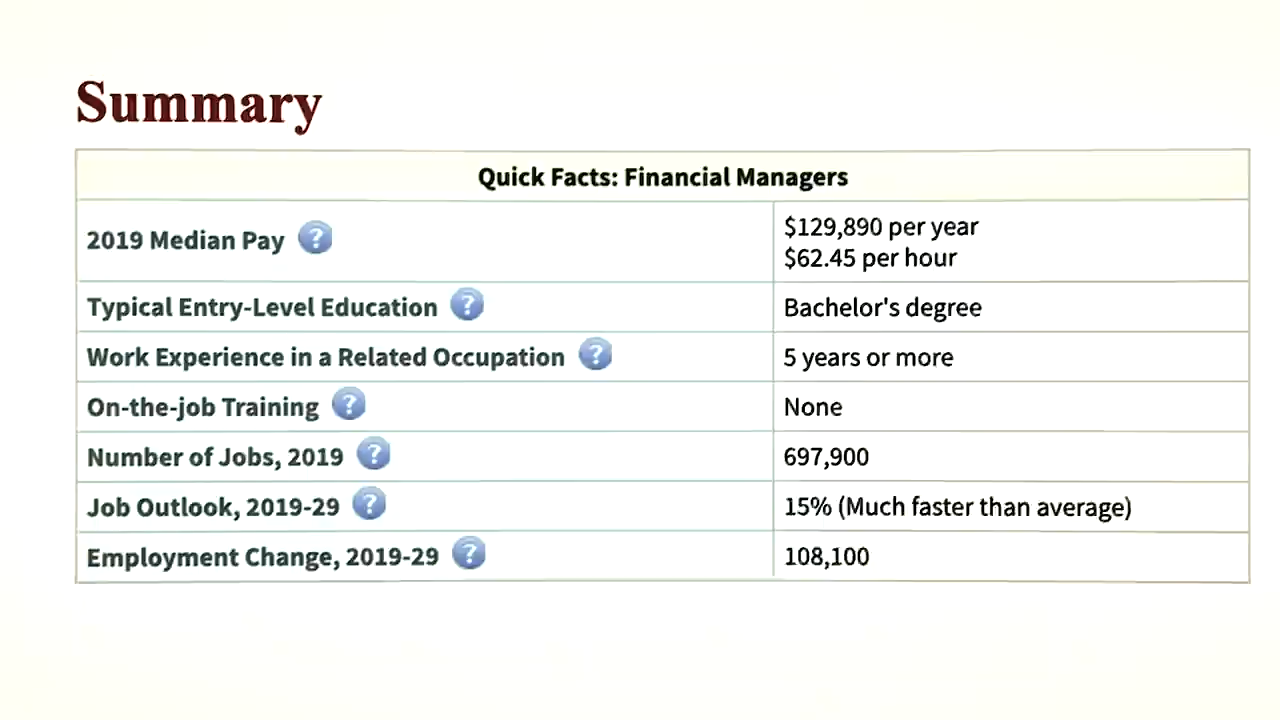 Summary
Quick Facts: Financial Managers
2019 Median Pay ?
$129,890 per year
$62.45 per hour
Typical Entry-Level Education ?
Bachelor's degree
Work Experience in a Related Occupation ?
5 years or more
On-the-job Training ?
None
Number of Jobs, 2019 ?
697,900
Job Outlook, 2019-29 ?
15% (Much faster than average)
Employment Change, 2019-29 ?
108,100